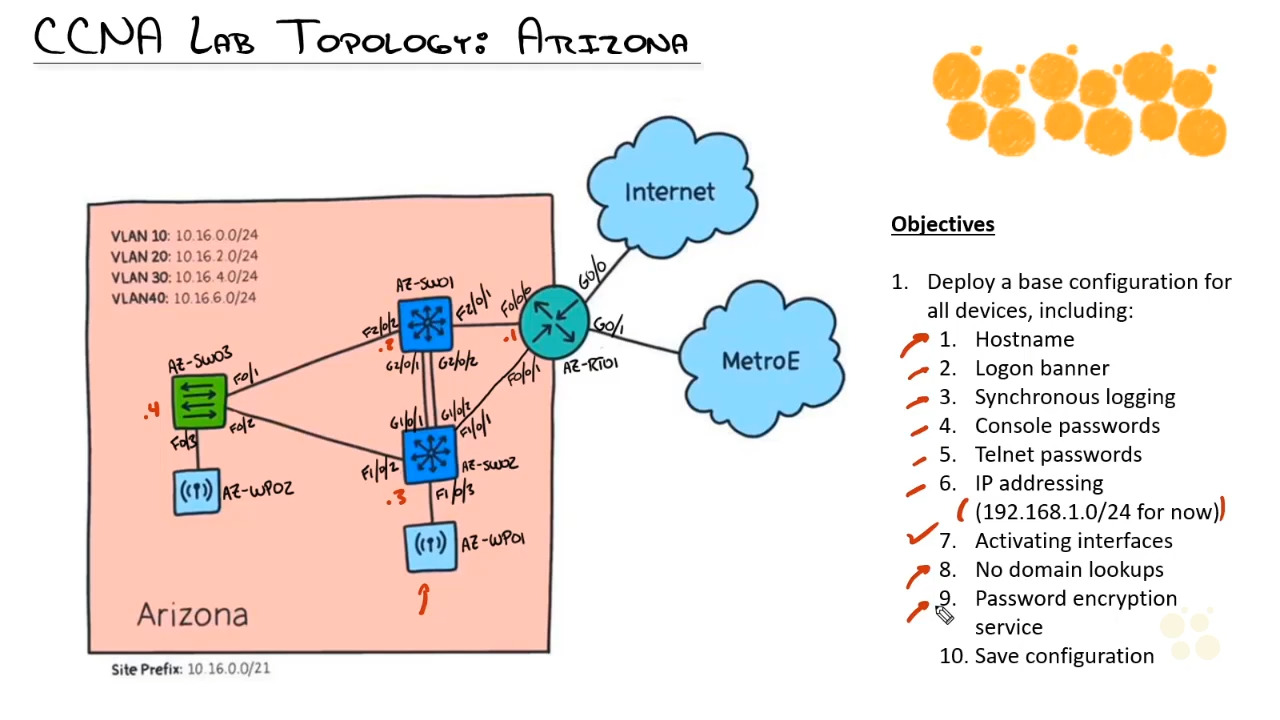 CCNA LAB TOPOLOGY: ARIZONA
Internet
MetroE
VLAN 10: 10.16.0.0/24
VLAN 20: 10.16.2.0/24
VLAN 30: 10.16.4.0/24
VLAN40: 10.16.6.0/24
AZ-SW01
F2/0/2
F2/0/1
F0/0/0
G0/0
G0/1
.2
.1
G2/0/1
G2/0/2
AZ-RT01
F0/0/1
AZ-SW03
F0/1
.4
F0/2
F0/3
G1/0/1
G1/0/2
F1/0/1
F1/0/2
AZ-SW02
.3
F1/0/3
AZ-WP02
AZ-WP01
Arizona
Site Prefix: 10.16.0.0/21
Objectives
1. Deploy a base configuration for
all devices, including:
1. Hostname
2. Logon banner
3. Synchronous logging
4. Console passwords
5. Telnet passwords
6. IP addressing
(192.168.1.0/24 for now)
7. Activating interfaces
8. No domain lookups
9. Password encryption
service
10. Save configuration